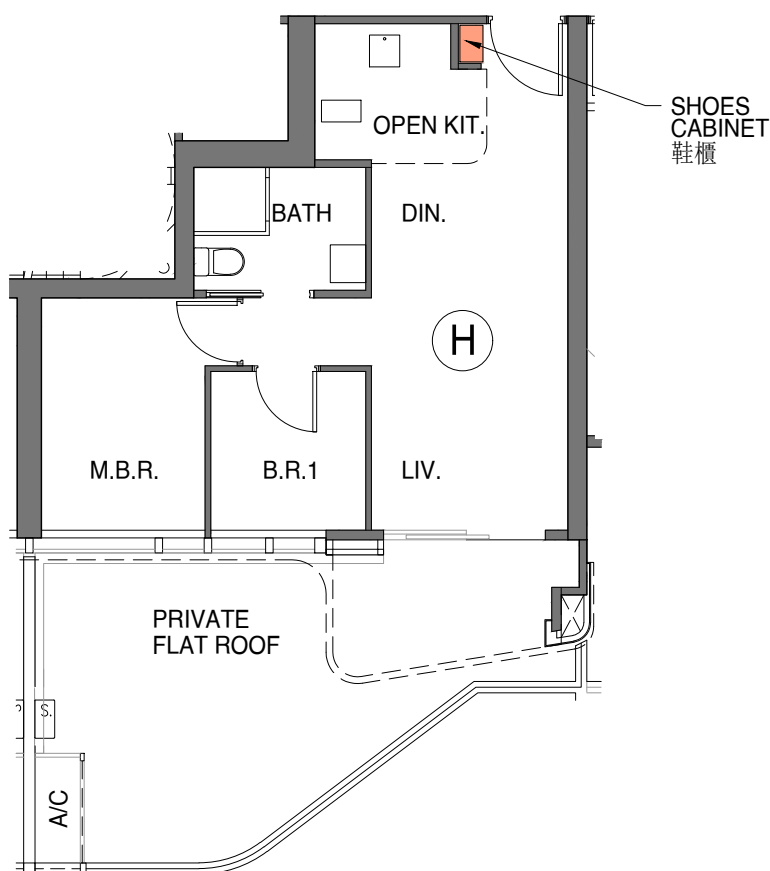 OPEN KIT.
SHOES
CABINET
鞋櫃
BATH
DIN.
H
M.B.R.
B.R.1
LIV.
PRIVATE
FLAT ROOF
S.
A/C